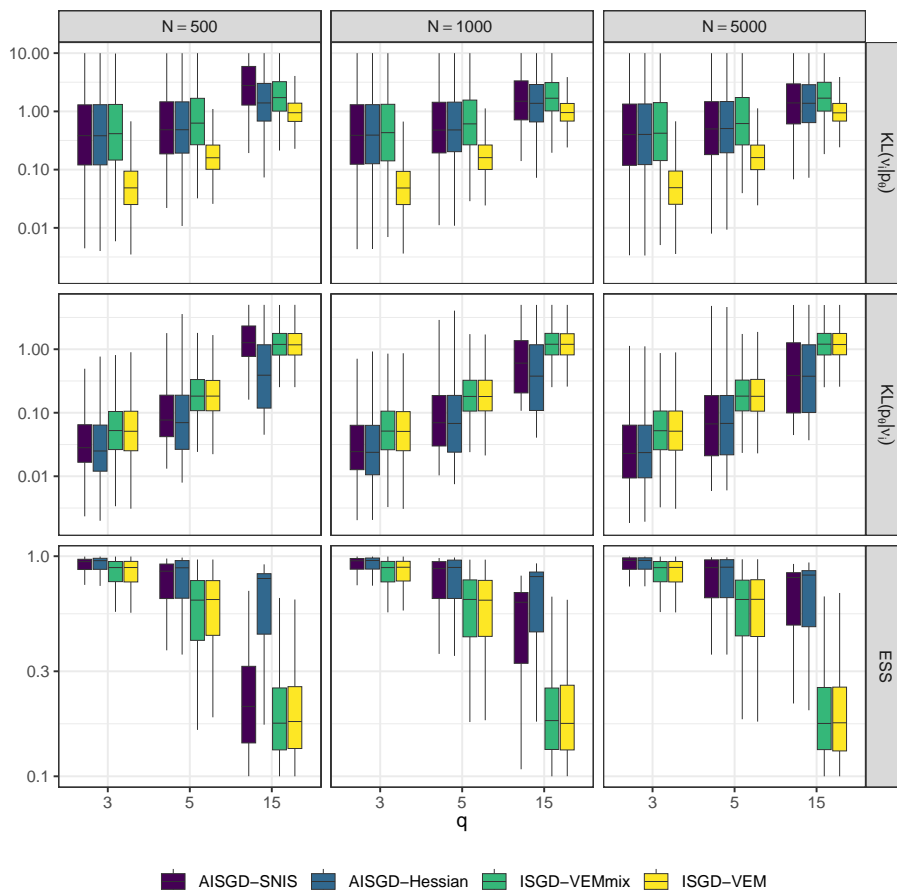 N = 500
N = 1000
N = 5000
10.00
1.00
0.10
0.01
KL(νᵢ|pθ)
1.00
0.10
0.01
KL(pθ|νᵢ)
1.0
0.3
0.1
ESS
3 5 15
3 5 15
3 5 15
q
AISGD−SNIS AISGD−Hessian ISGD−VEMmix ISGD−VEM